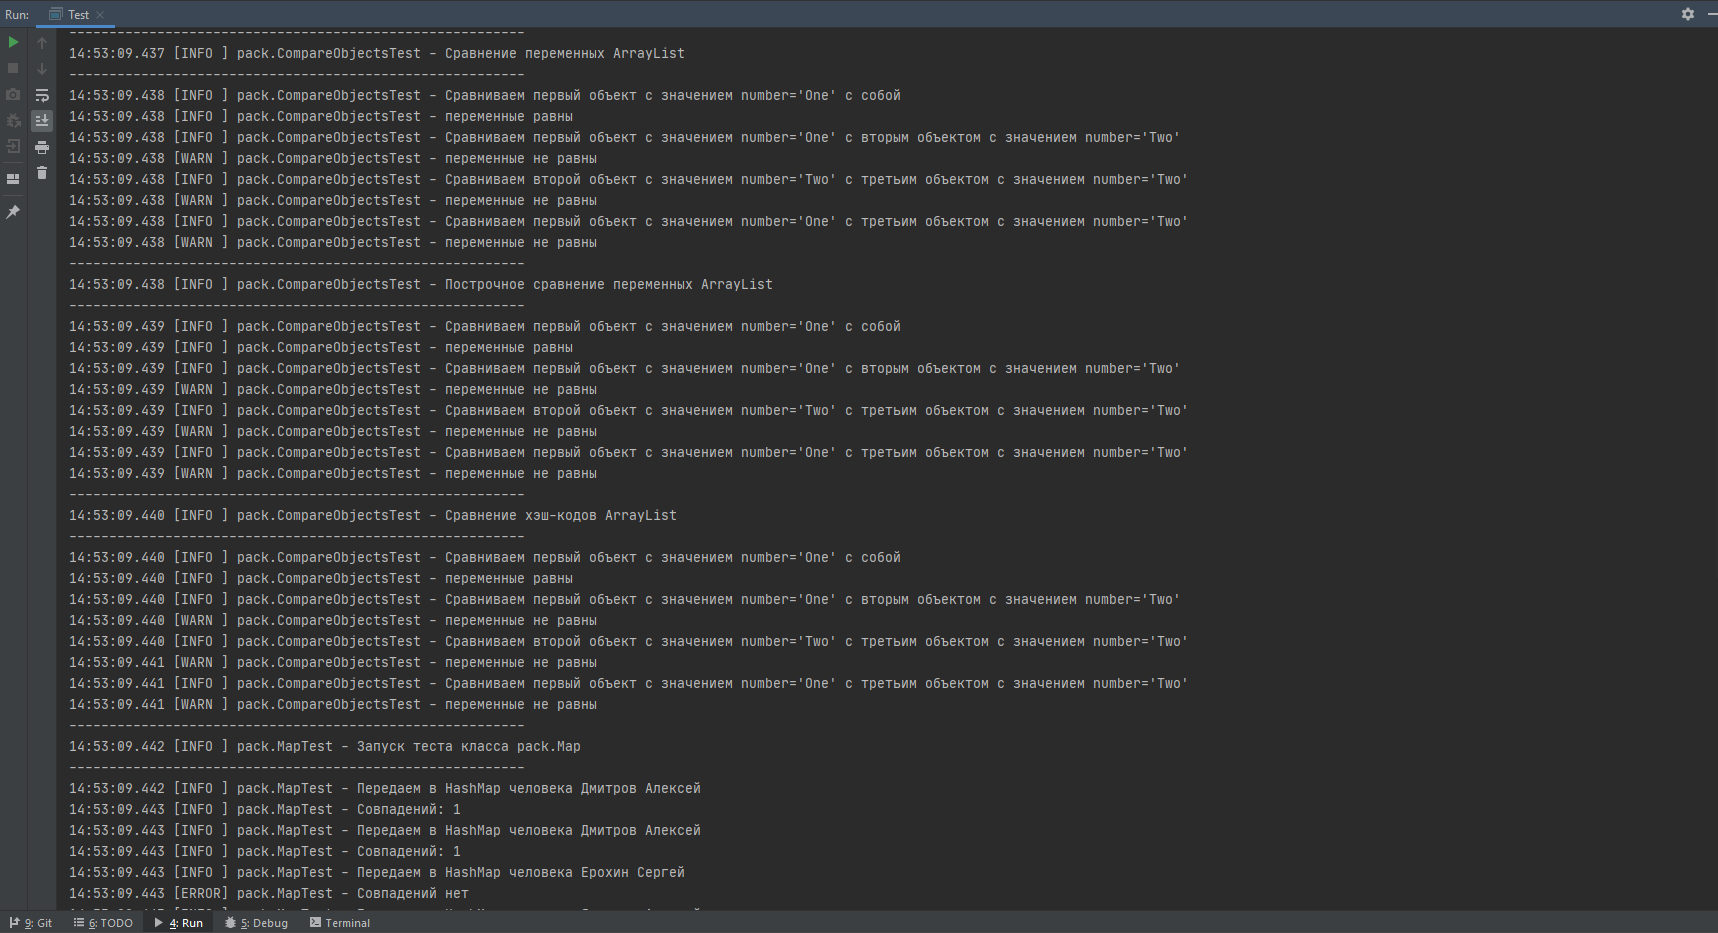 Run: Test
------------------------------------------------------------
14:53:09.437 [INFO ] pack.CompareObjectsTest - Сравнение переменных ArrayList
------------------------------------------------------------
14:53:09.438 [INFO ] pack.CompareObjectsTest - Сравниваем первый объект с значением number='One' с собой
14:53:09.438 [INFO ] pack.CompareObjectsTest - переменные равны
14:53:09.438 [INFO ] pack.CompareObjectsTest - Сравниваем первый объект с значением number='One' с вторым объектом с значением number='Two'
14:53:09.438 [WARN ] pack.CompareObjectsTest - переменные не равны
14:53:09.438 [INFO ] pack.CompareObjectsTest - Сравниваем второй объект с значением number='Two' с третьим объектом с значением number='Two'
14:53:09.438 [WARN ] pack.CompareObjectsTest - переменные не равны
14:53:09.438 [INFO ] pack.CompareObjectsTest - Сравниваем первый объект с значением number='One' с третьим объектом с значением number='Two'
14:53:09.438 [WARN ] pack.CompareObjectsTest - переменные не равны
------------------------------------------------------------
14:53:09.438 [INFO ] pack.CompareObjectsTest - Построчное сравнение переменных ArrayList
------------------------------------------------------------
14:53:09.439 [INFO ] pack.CompareObjectsTest - Сравниваем первый объект с значением number='One' с собой
14:53:09.439 [INFO ] pack.CompareObjectsTest - переменные равны
14:53:09.439 [INFO ] pack.CompareObjectsTest - Сравниваем первый объект с значением number='One' с вторым объектом с значением number='Two'
14:53:09.439 [WARN ] pack.CompareObjectsTest - переменные не равны
14:53:09.439 [INFO ] pack.CompareObjectsTest - Сравниваем второй объект с значением number='Two' с третьим объектом с значением number='Two'
14:53:09.439 [WARN ] pack.CompareObjectsTest - переменные не равны
14:53:09.439 [INFO ] pack.CompareObjectsTest - Сравниваем первый объект с значением number='One' с третьим объектом с значением number='Two'
14:53:09.439 [WARN ] pack.CompareObjectsTest - переменные не равны
------------------------------------------------------------
14:53:09.440 [INFO ] pack.CompareObjectsTest - Сравнение хэш-кодов ArrayList
------------------------------------------------------------
14:53:09.440 [INFO ] pack.CompareObjectsTest - Сравниваем первый объект с значением number='One' с собой
14:53:09.440 [INFO ] pack.CompareObjectsTest - переменные равны
14:53:09.440 [INFO ] pack.CompareObjectsTest - Сравниваем первый объект с значением number='One' с вторым объектом с значением number='Two'
14:53:09.440 [WARN ] pack.CompareObjectsTest - переменные не равны
14:53:09.440 [INFO ] pack.CompareObjectsTest - Сравниваем второй объект с значением number='Two' с третьим объектом с значением number='Two'
14:53:09.441 [WARN ] pack.CompareObjectsTest - переменные не равны
14:53:09.441 [INFO ] pack.CompareObjectsTest - Сравниваем первый объект с значением number='One' с третьим объектом с значением number='Two'
14:53:09.441 [WARN ] pack.CompareObjectsTest - переменные не равны
------------------------------------------------------------
14:53:09.442 [INFO ] pack.MapTest - Запуск теста класса pack.Map
------------------------------------------------------------
14:53:09.442 [INFO ] pack.MapTest - Передаем в HashMap человека Дмитров Алексей
14:53:09.443 [INFO ] pack.MapTest - Совпадений: 1
14:53:09.443 [INFO ] pack.MapTest - Передаем в HashMap человека Дмитров Алексей
14:53:09.443 [INFO ] pack.MapTest - Совпадений: 1
14:53:09.443 [INFO ] pack.MapTest - Передаем в HashMap человека Ерохин Сергей
14:53:09.443 [ERROR] pack.MapTest - Совпадений нет
9: Git 6: TODO 4: Run 5: Debug Terminal